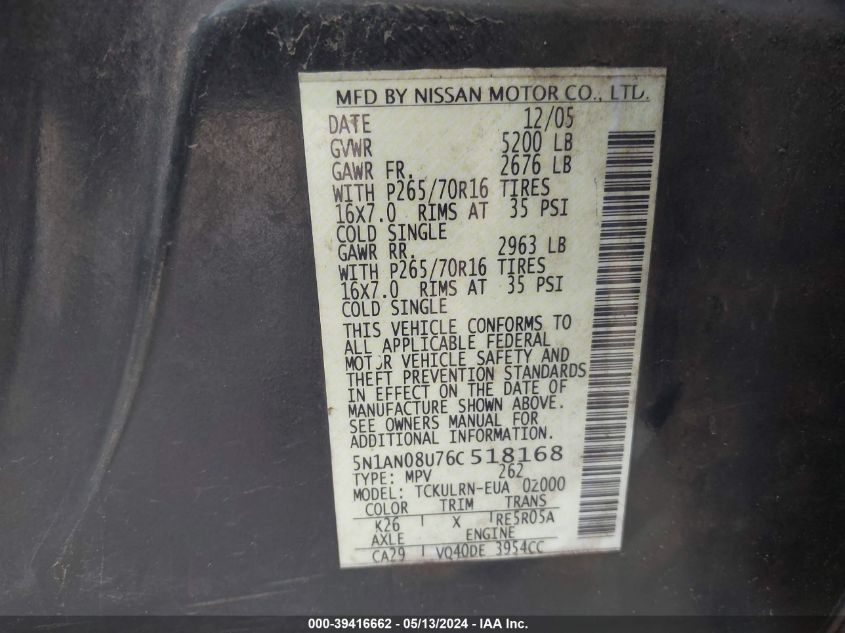 MFD BY NISSAN MOTOR CO., LTD.
DATE 12/05
GVWR 5200 LB
GAWR FR. 2676 LB
WITH P265/70R16 TIRES
16X7.0 RIMS AT 35 PSI
COLD SINGLE
GAWR RR. 2963 LB
WITH P265/70R16 TIRES
16X7.0 RIMS AT 35 PSI
COLD SINGLE
THIS VEHICLE CONFORMS TO
ALL APPLICABLE FEDERAL
MOTOR VEHICLE SAFETY AND
THEFT PREVENTION STANDARDS
IN EFFECT ON THE DATE OF
MANUFACTURE SHOWN ABOVE.
SEE OWNERS MANUAL FOR
ADDITIONAL INFORMATION.
5N1AN08U76C518168
TYPE: MPV 262
MODEL: TCKULRN-EUA 02000
COLOR TRIM TRANS
K26 X RE5R05A
AXLE ENGINE
CA29 VQ40DE 3954CC
000-39416662 - 05/13/2024 - IAA Inc.